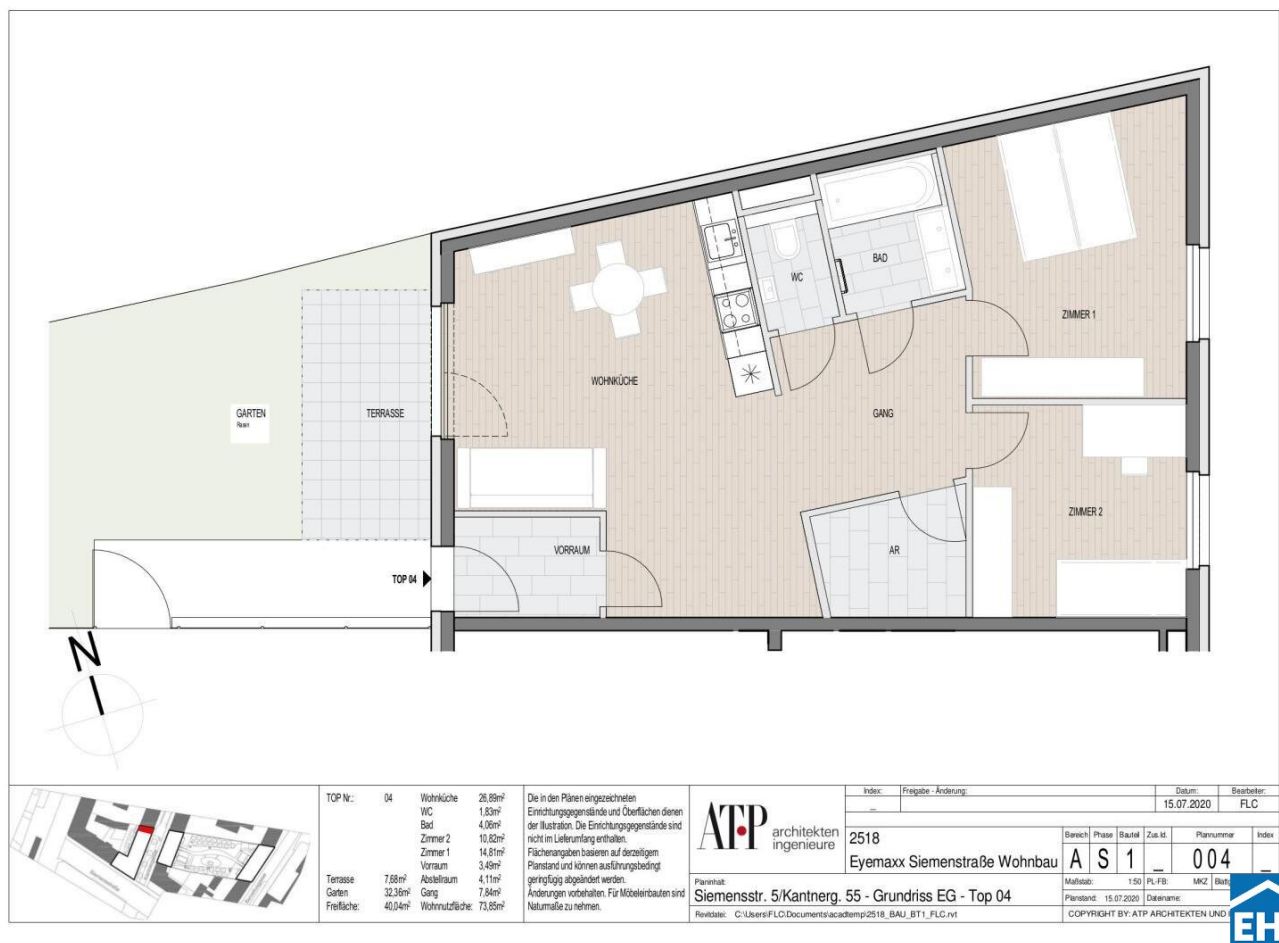 ZIMMER 1
BAD
WC
WOHNKÜCHE
GARTEN
Rasen
TERRASSE
GANG
ZIMMER 2
VORRAUM
AR
TOP 04
N
TOP Nr.: 04
Wohnküche 26,89m²
WC 1,83m²
Bad 4,06m²
Zimmer 2 10,82m²
Zimmer 1 14,81m²
Vorraum 3,49m²
Terrasse 7,68m² Abstellraum 4,11m²
Garten 32,36m² Gang 7,84m²
Freifläche: 40,04m² Wohnnutzfläche: 73,85m²
Die in den Plänen eingezeichneten
Einrichtungsgegenstände und Oberflächen dienen
der Illustration. Die Einrichtungsgegenstände sind
nicht im Lieferumfang enthalten.
Flächenangaben basieren auf derzeitigem
Planstand und können ausführungsbedingt
geringfügig abgeändert werden.
Änderungen vorbehalten. Für Möbeleinbauten sind
Naturmaße zu nehmen.
ATP architekten
ingenieure
Index: Freigabe - Änderung: Datum: Bearbeiter:
_ 15.07.2020 FLC
2518
Eyemaxx Siemenstraße Wohnbau
Bereich Phase Bauteil Zus.Id. Plannummer Index
A S 1 _ 004 _
Maßstab: 1:50 PL-FB: MKZ
Planstand: 15.07.2020 Dateiname:
Planinhalt:
Siemensstr. 5/Kantnerg. 55 - Grundriss EG - Top 04
Revitdatei: C:\Users\FLC\Documents\acadtemp\2518_BAU_BT1_FLC.rvt
COPYRIGHT BY: ATP ARCHITEKTEN UND
EH